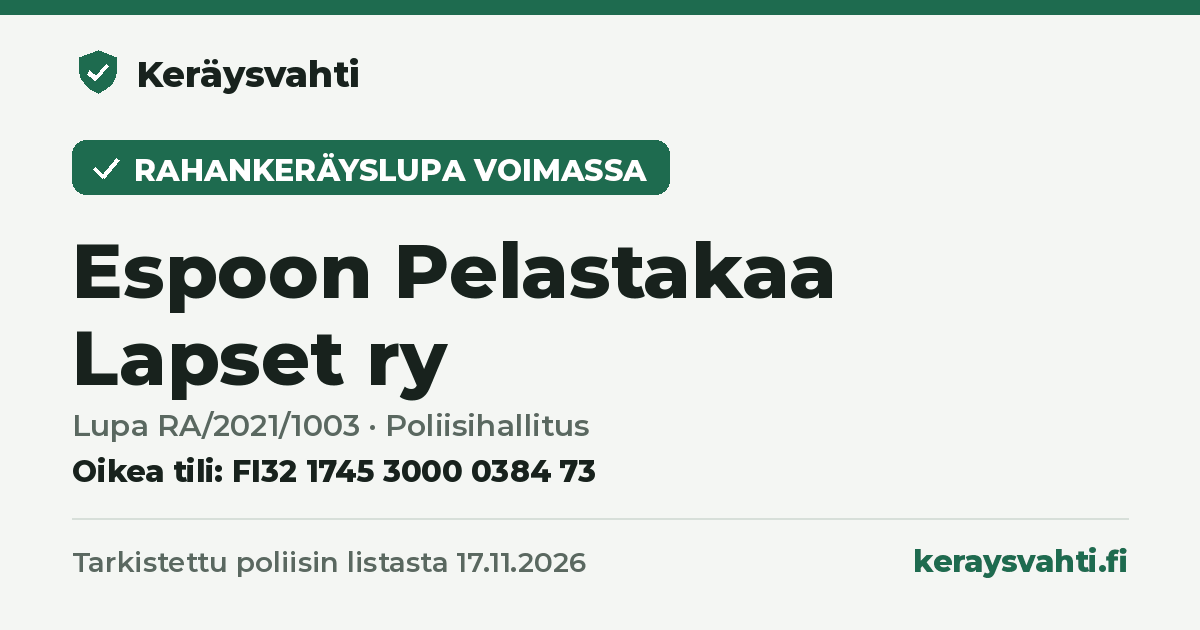 Keräysvahti
RAHANKERÄYSLUPA VOIMASSA
Espoon Pelastakaa
Lapset ry
Lupa RA/2021/1003 · Poliisihallitus
Oikea tili: FI32 1745 3000 0384 73
Tarkistettu poliisin listasta 17.11.2026
keraysvahti.fi